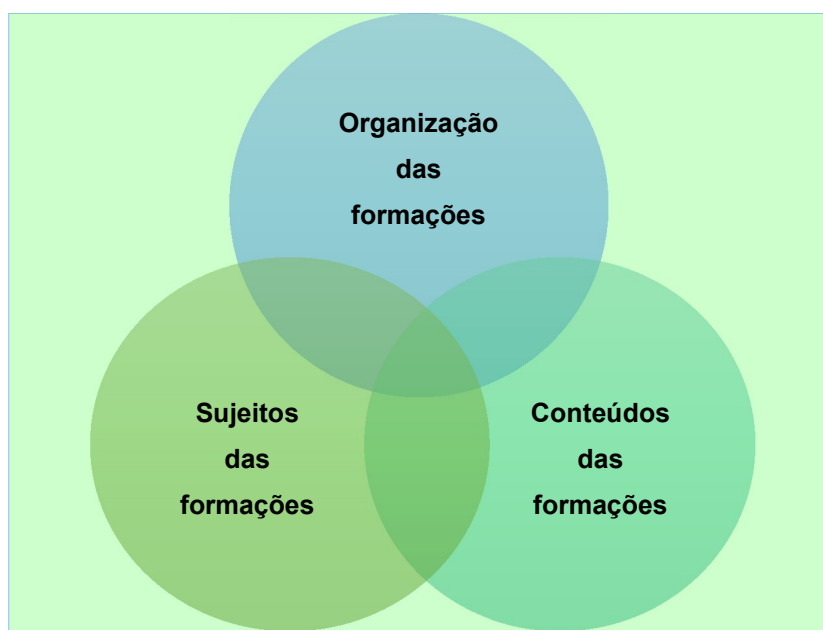 Organização
das
formações
Sujeitos
das
formações
Conteúdos
das
formações